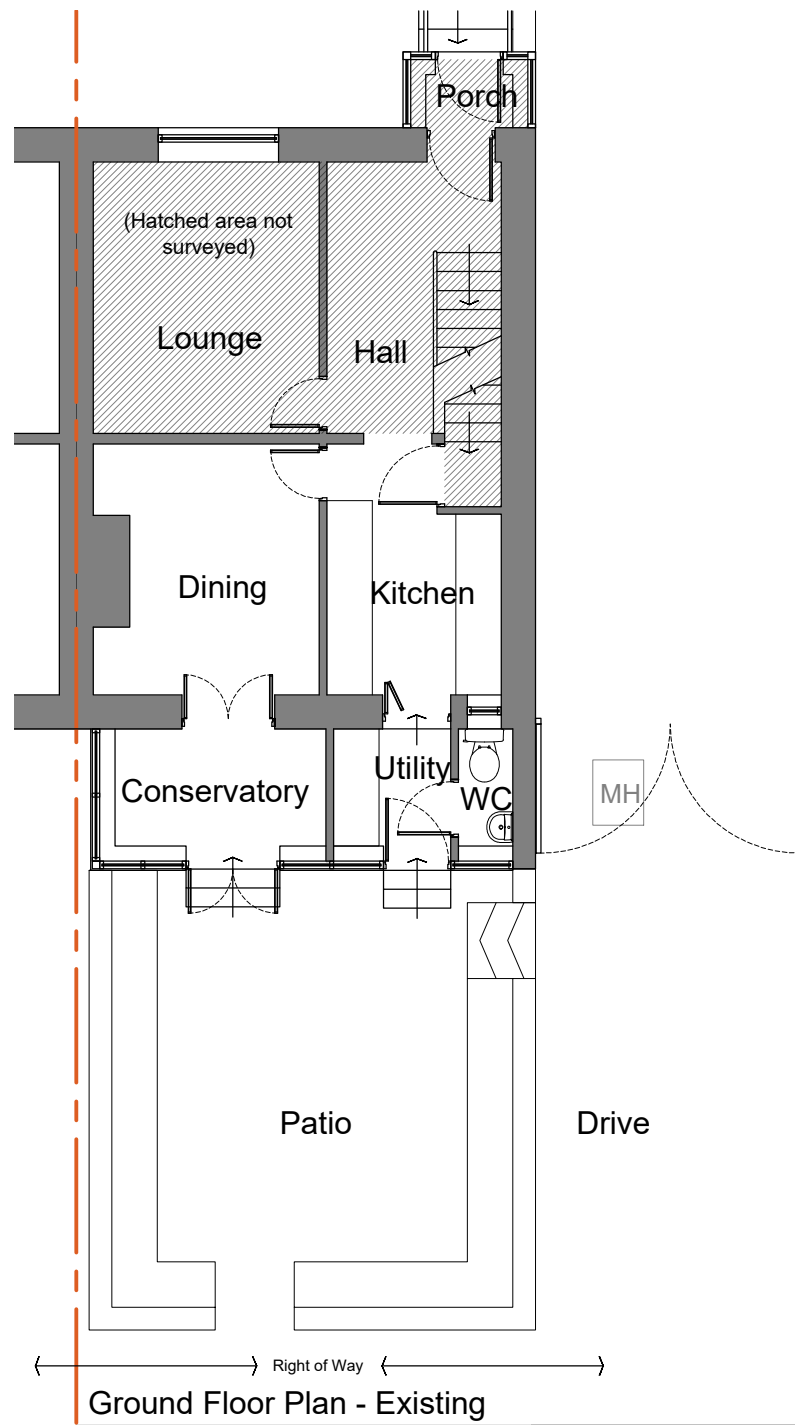 Porch
(Hatched area not
surveyed)
Lounge
Hall
Dining
Kitchen
Conservatory
Utility
WC
MH
Patio
Drive
Right of Way
Ground Floor Plan - Existing